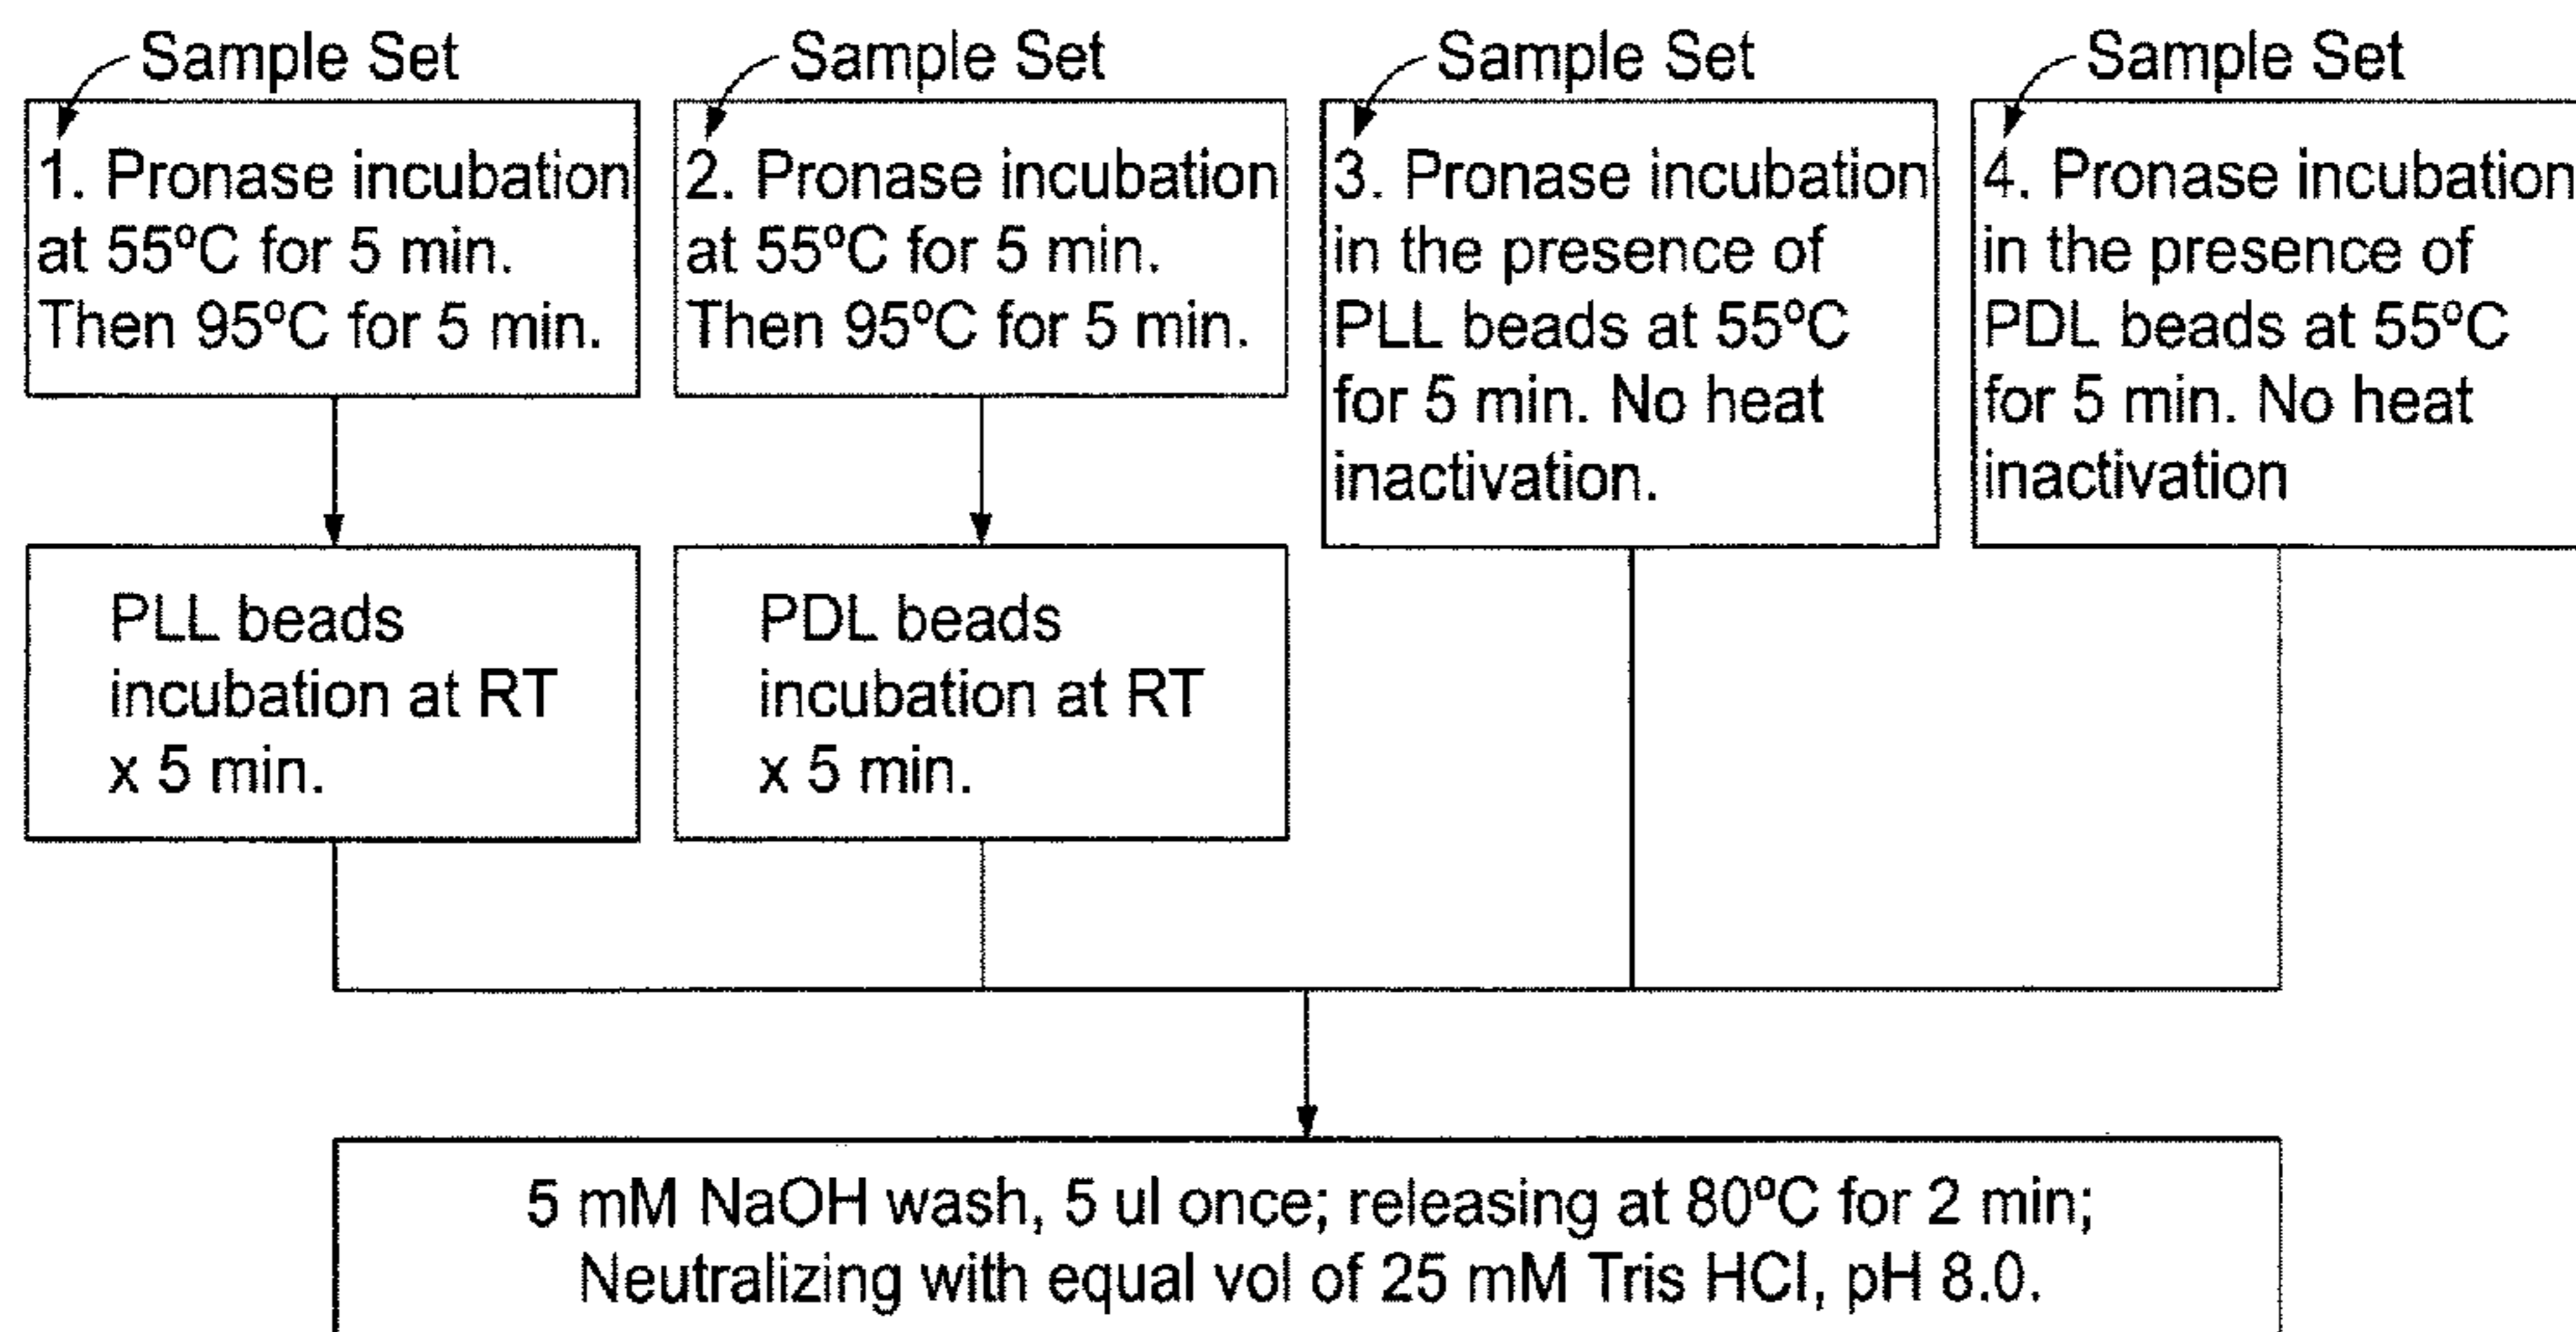 Sample Set
1. Pronase incubation
at 55ºC for 5 min.
Then 95ºC for 5 min.
PLL beads
incubation at RT
x 5 min.
Sample Set
2. Pronase incubation
at 55ºC for 5 min.
Then 95ºC for 5 min.
PDL beads
incubation at RT
x 5 min.
Sample Set
3. Pronase incubation
in the presence of
PLL beads at 55ºC
for 5 min. No heat
inactivation.
Sample Set
4. Pronase incubation
in the presence of
PDL beads at 55ºC
for 5 min. No heat
inactivation
5 mM NaOH wash, 5 ul once; releasing at 80ºC for 2 min;
Neutralizing with equal vol of 25 mM Tris HCl, pH 8.0.